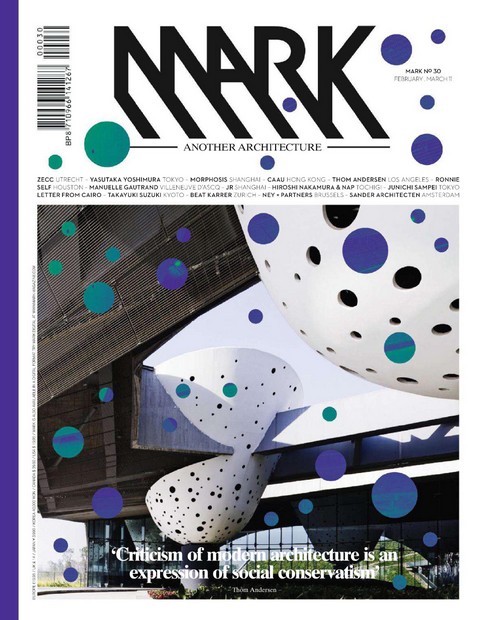 MARK
ANOTHER ARCHITECTURE
MARK Nº 30
FEBRUARY . MARCH 11
00030
BP
ZECC UTRECHT - YASUTAKA YOSHIMURA TOKYO - MORPHOSIS SHANGHAI - CAAU HONG KONG - THOM ANDERSEN LOS ANGELES - RONNIE
SELF HOUSTON - MANUELLE GAUTRAND VILLENEUVE D'ASCQ - JR SHANGHAI - HIROSHI NAKAMURA & NAP TOCHIGI - JUNICHI SAMPEI TOKYO
LETTER FROM CAIRO - TAKAYUKI SUZUKI KYOTO - BEAT KARRER ZURICH - NEY + PARTNERS BRUSSELS - SANDER ARCHITECTEN AMSTERDAM
‘Criticism of modern architecture is an
expression of social conservatism’
Thom Andersen